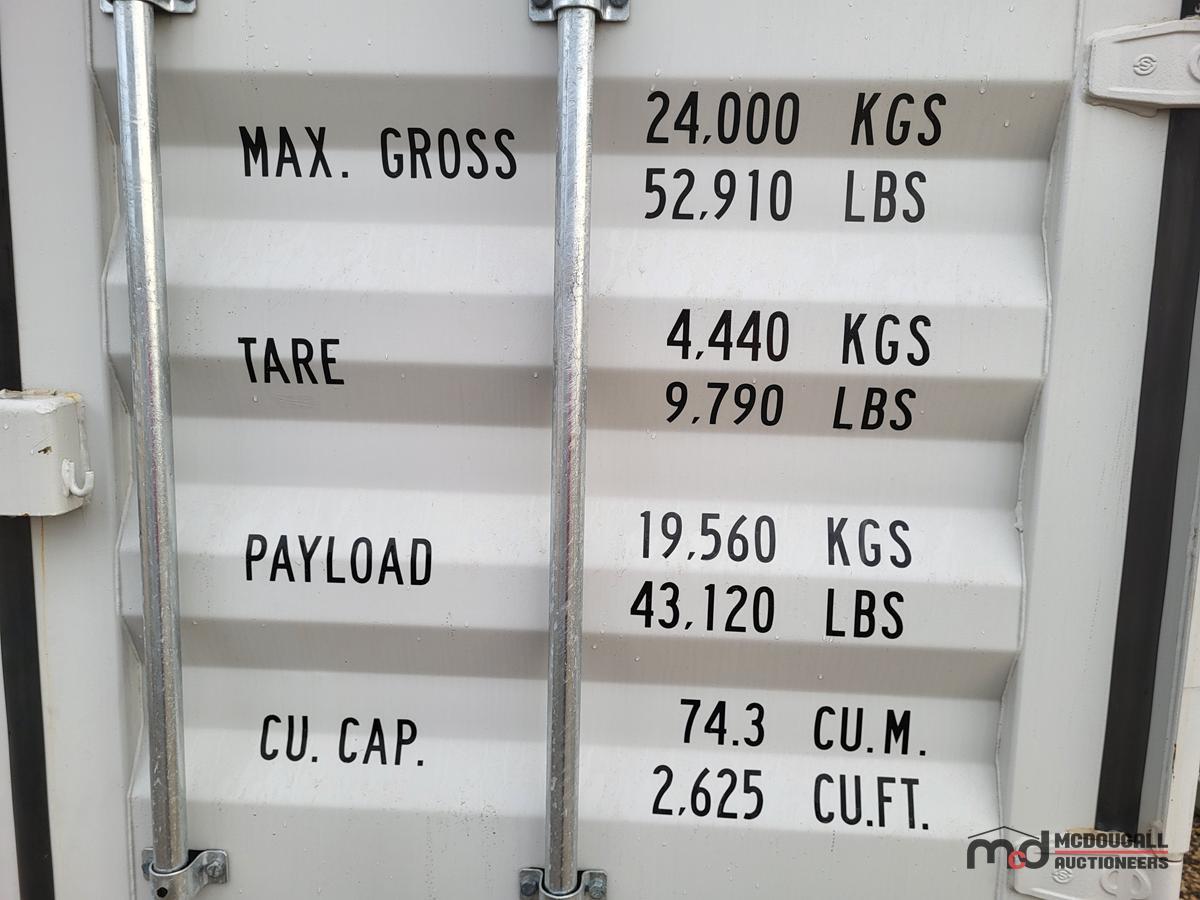 MAX. GROSS 24,000 KGS
52,910 LBS
TARE 4,440 KGS
9,790 LBS
PAYLOAD 19,560 KGS
43,120 LBS
CU. CAP. 74.3 CU.M.
2,625 CU.FT.
mcd MCDOUGALL
AUCTIONEERS